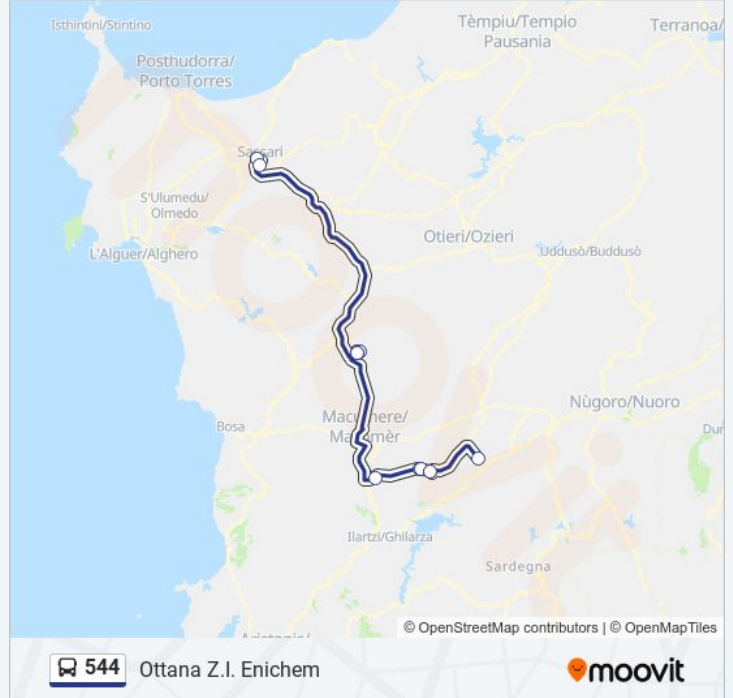 Isthintini/Stintino
Tèmpiu/Tempio
Pausania
Terranoa/
Posthudorra/
Porto Torres
Sassari
S'Ulumedu/
Olmedo
Otieri/Ozieri
Uddusò/Buddusò
L'Alguer/Alghero
Nùgoro/Nuoro
Macumere/
Bosa
Ilartzi/Ghilarza
Sardegna
© OpenStreetMap contributors | © OpenMapTiles
544 Ottana Z.I. Enichem
moovit